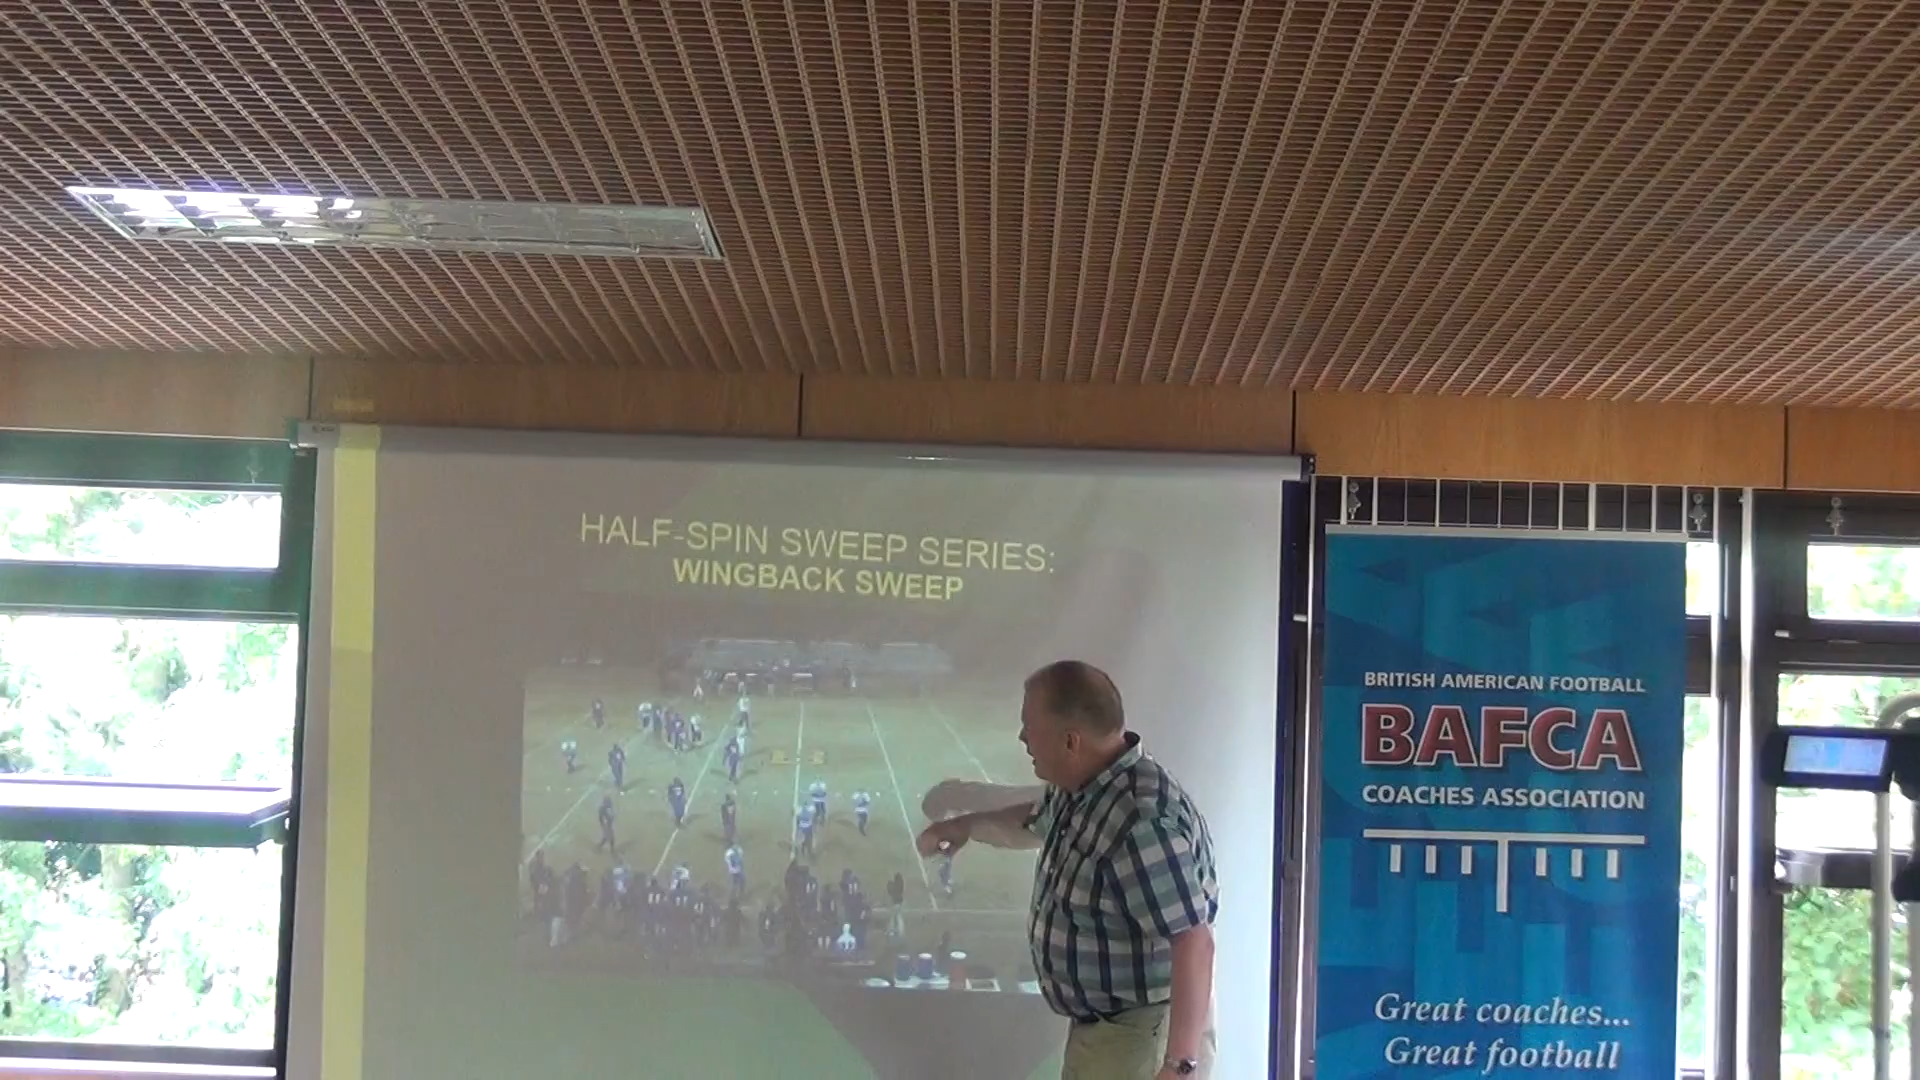 HALF-SPIN SWEEP SERIES:
WINGBACK SWEEP
BRITISH AMERICAN FOOTBALL
BAFCA
COACHES ASSOCIATION
Great coaches...
Great football